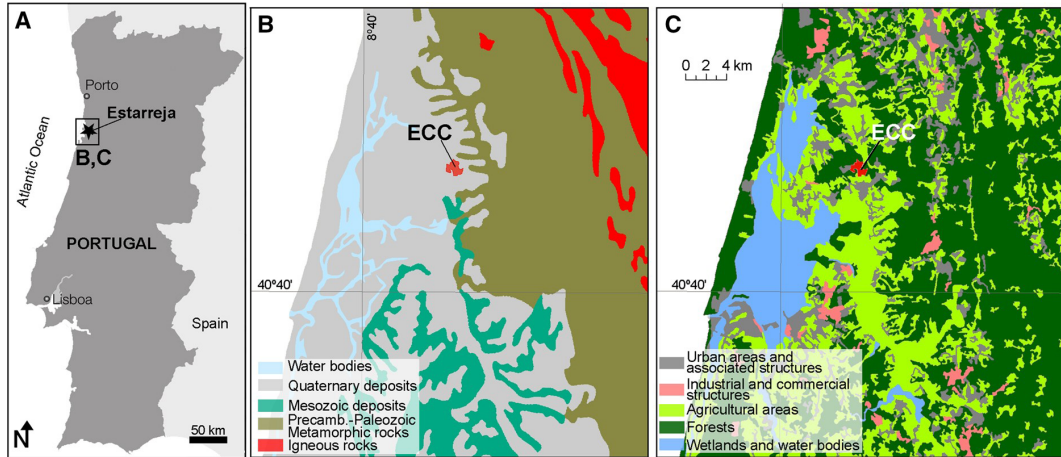 A
Porto
Estarreja
B,C
Atlantic Ocean
PORTUGAL
Lisboa
Spain
N
50 km
B
8°40'
ECC
40°40'
Water bodies
Quaternary deposits
Mesozoic deposits
Precamb.-Paleozoic
Metamorphic rocks
Igneous rocks
C
0 2 4 km
ECC
40°40'
Urban areas and
associated structures
Industrial and commercial
structures
Agricultural areas
Forests
Wetlands and water bodies